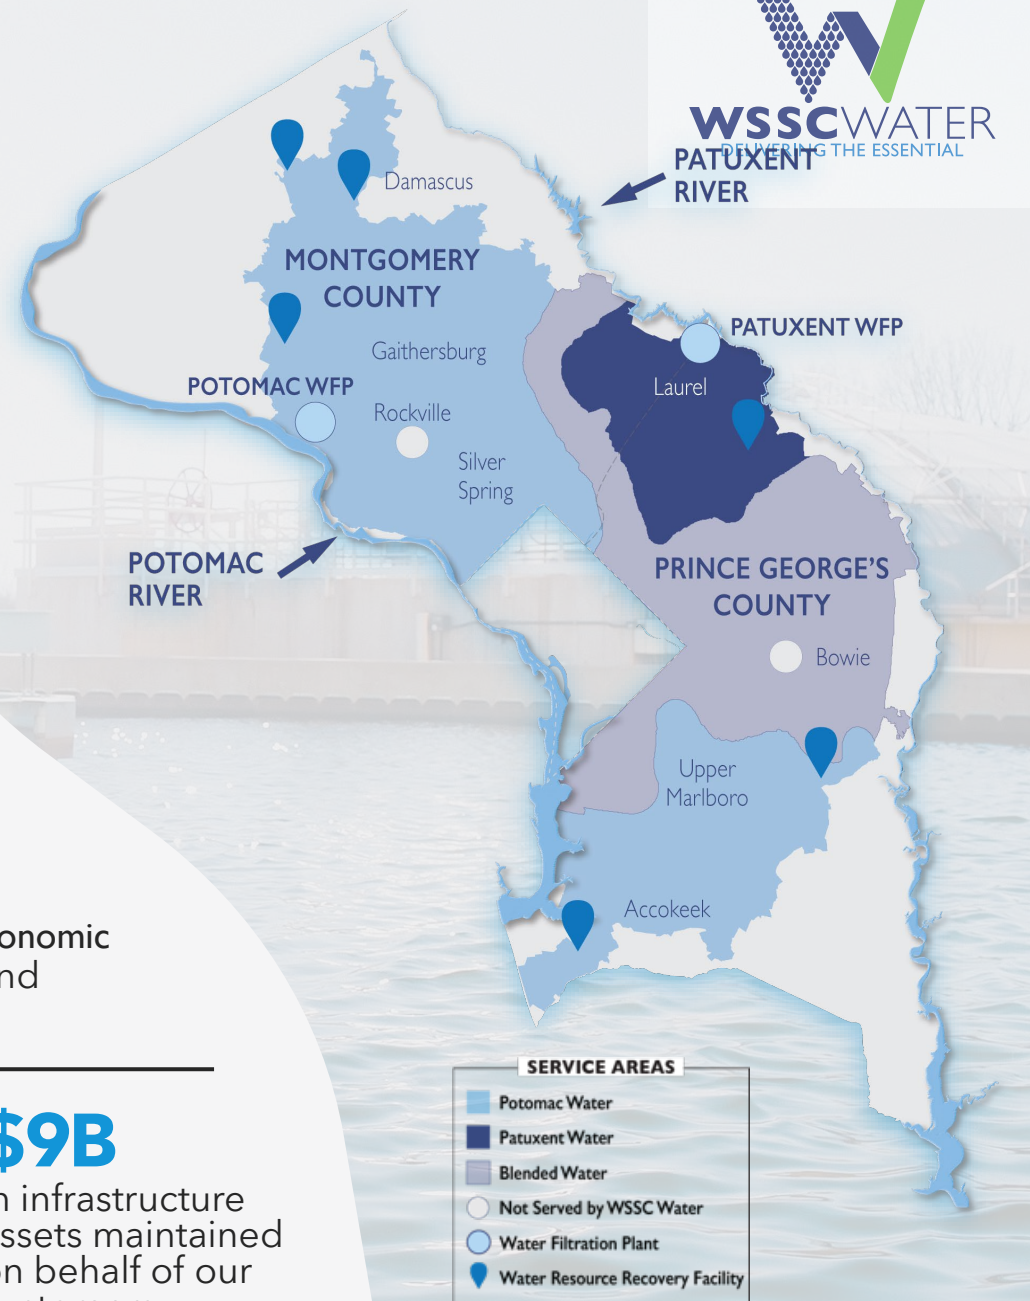 WSSCWATER
DELIVERING THE ESSENTIAL
PATUXENT
RIVER
Damascus
MONTGOMERY
COUNTY
PATUXENT WFP
Gaithersburg
POTOMAC WFP
Laurel
Rockville
Silver
Spring
POTOMAC
RIVER
PRINCE GEORGE'S
COUNTY
Bowie
Upper
Marlboro
Accokeek
onomic
nd
$9B
n infrastructure
ssets maintained
on behalf of our
SERVICE AREAS
Potomac Water
Patuxent Water
Blended Water
Not Served by WSSC Water
Water Filtration Plant
Water Resource Recovery Facility